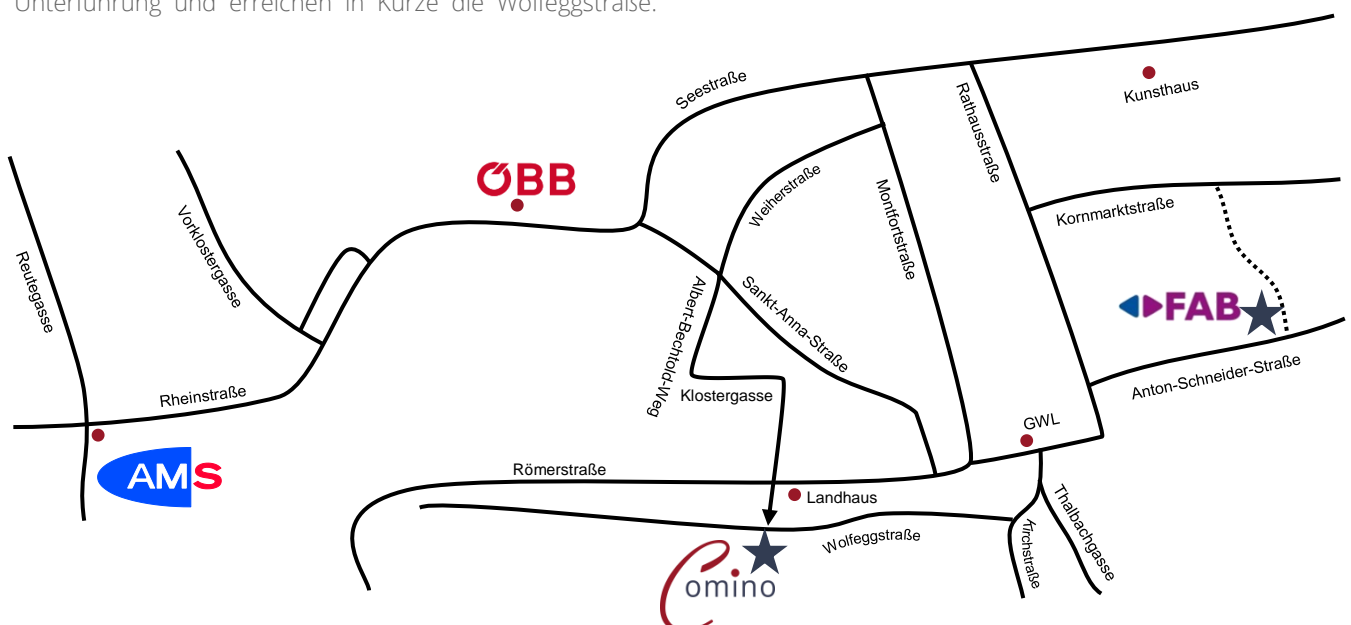 Unterführung und erreichen in Kürze die Wolfeggstraße.
Seestraße
Rathausstraße
Kunsthaus
ÖBB
Weiherstraße
Montfortstraße
Kornmarktstraße
Vorklostergasse
Reutegasse
FAB
Albert-Bechtold-Weg
Sankt-Anna-Straße
Anton-Schneider-Straße
Rheinstraße
Klostergasse
GWL
AMS
Römerstraße
Landhaus
Thalbachgasse
Kirchstraße
Wolfeggstraße
Comino